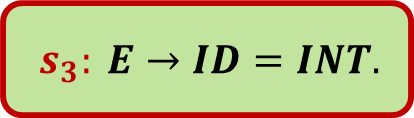 s₃: E → ID = INT.